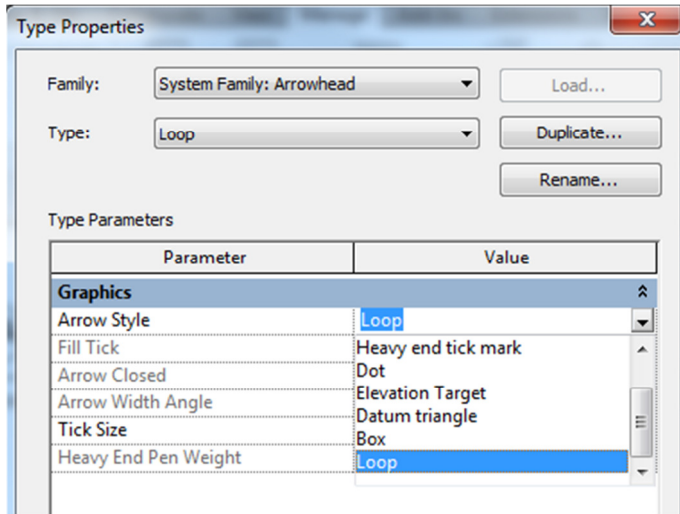 Type Properties
Family: System Family: Arrowhead Load...
Type: Loop Duplicate...
Rename...
Type Parameters
Parameter Value
Graphics
Arrow Style Loop
Fill Tick Heavy end tick mark
Arrow Closed Dot
Arrow Width Angle Elevation Target
Datum triangle
Tick Size Box
Heavy End Pen Weight Loop